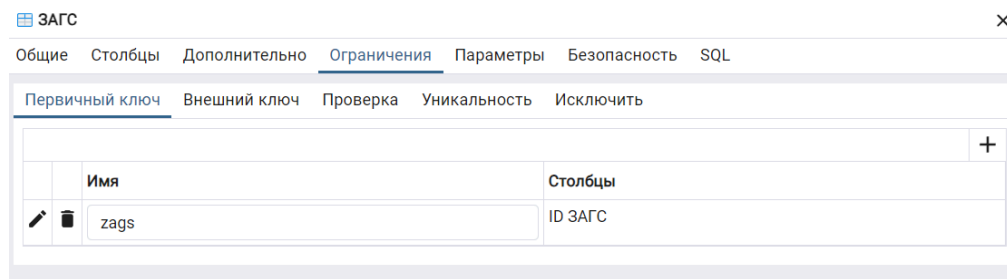 ЗАГС
Общие Столбцы Дополнительно Ограничения Параметры Безопасность SQL
Первичный ключ Внешний ключ Проверка Уникальность Исключить
Имя Столбцы
zags ID ЗАГС